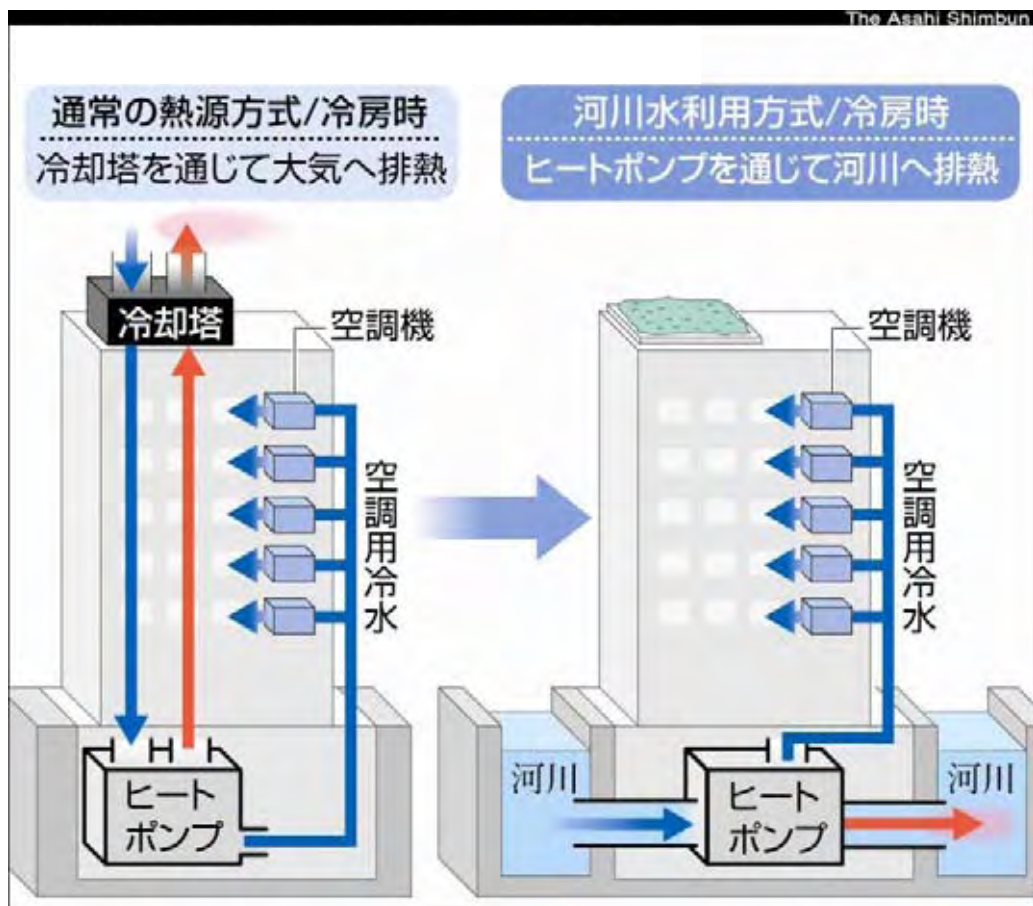 The Asahi Shimbun
通常の熱源方式/冷房時
冷却塔を通じて大気へ排熱
河川水利用方式/冷房時
ヒートポンプを通じて河川へ排熱
冷却塔
空調機
空調用冷水
ヒート
ポンプ
空調機
空調用冷水
河川
ヒート
ポンプ
河川